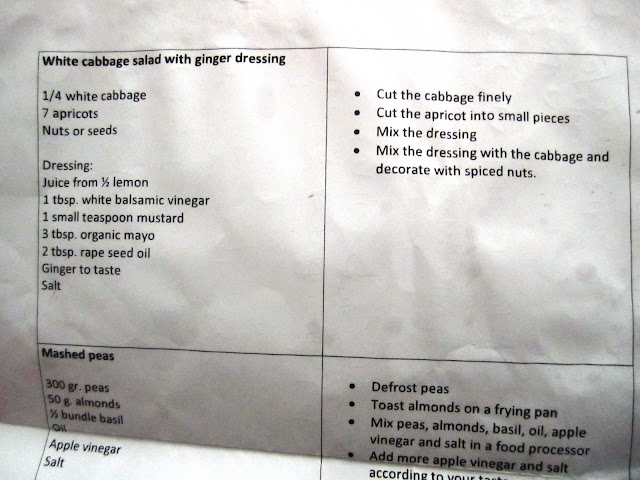 White cabbage salad with ginger dressing
1/4 white cabbage
7 apricots
Nuts or seeds
Dressing:
Juice from ½ lemon
1 tbsp. white balsamic vinegar
1 small teaspoon mustard
3 tbsp. organic mayo
2 tbsp. rape seed oil
Ginger to taste
Salt
• Cut the cabbage finely
• Cut the apricot into small pieces
• Mix the dressing
• Mix the dressing with the cabbage and
decorate with spiced nuts.
Mashed peas
300 gr. peas
50 g. almonds
½ bundle basil
Oil
Apple vinegar
Salt
• Defrost peas
• Toast almonds on a frying pan
• Mix peas, almonds, basil, oil, apple
vinegar and salt in a food processor
• Add more apple vinegar and salt
according to your